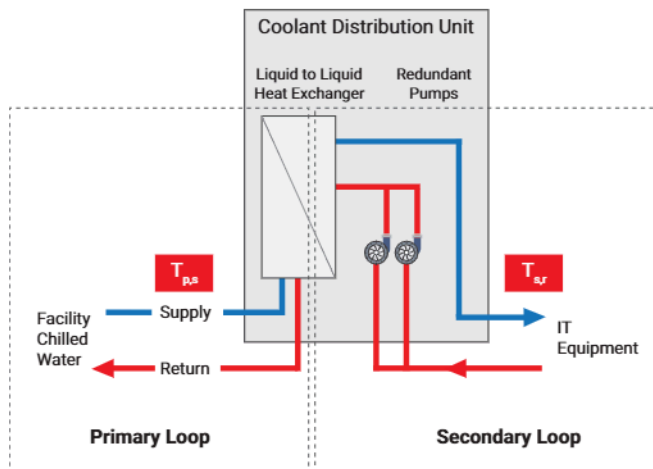 Coolant Distribution Unit
Liquid to Liquid
Heat Exchanger
Redundant
Pumps
Tp,s
Ts,r
Supply
Facility
Chilled
Water
Return
IT
Equipment
Primary Loop
Secondary Loop